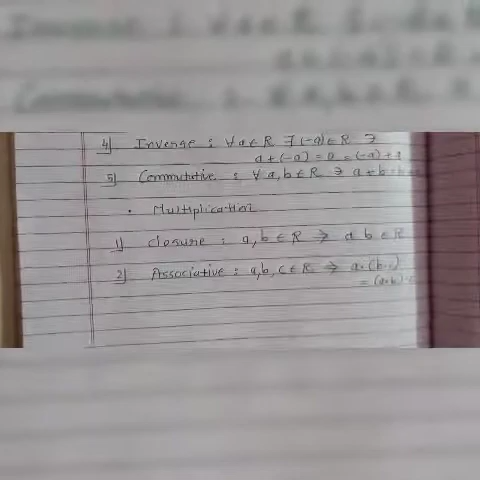 4) Inverse : ∀ a ∈ R ∃ (-a) ∈ R ∋
a + (-a) = 0 = (-a) + a
5) Commutative : ∀ a, b ∈ R ∋ a + b = b +
• Multiplication
1) Closure : a, b ∈ R ⇒ a b ∈ R
2) Associative : a, b, c ∈ R ⇒ a · (b · c)
= (a · b) · c